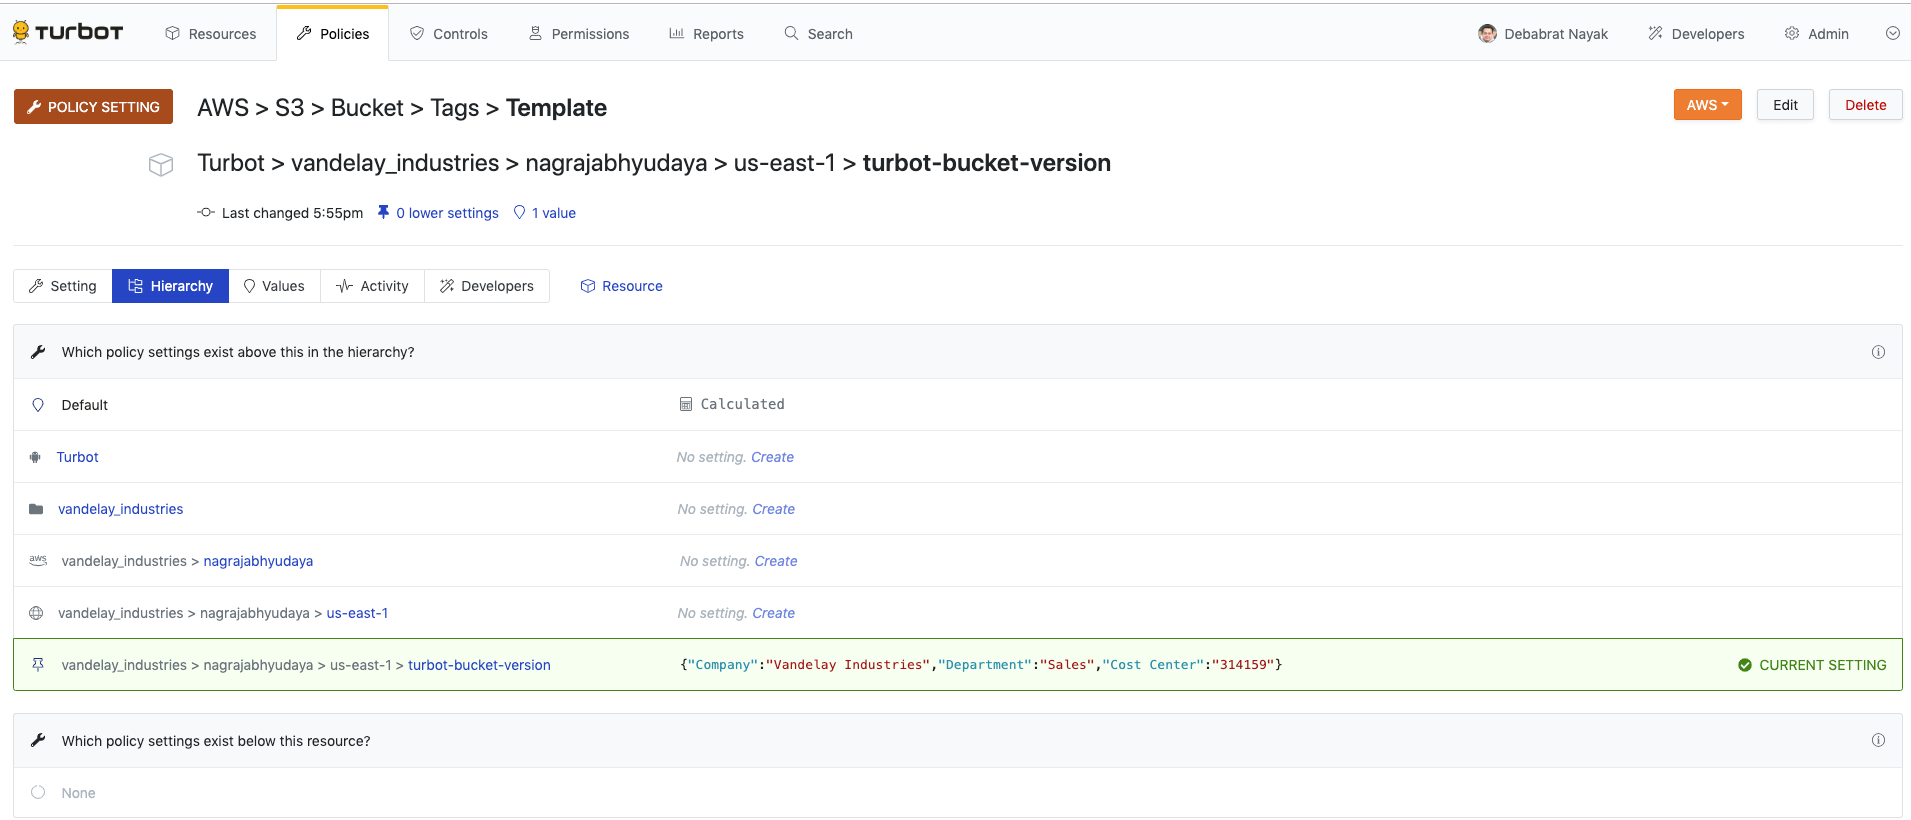 TURBOT Resources Policies Controls Permissions Reports Search Debabrat Nayak Developers Admin
POLICY SETTING AWS > S3 > Bucket > Tags > Template AWS Edit Delete
Turbot > vandelay_industries > nagrajabhyudaya > us-east-1 > turbot-bucket-version
Last changed 5:55pm 0 lower settings 1 value
Setting Hierarchy Values Activity Developers Resource
Which policy settings exist above this in the hierarchy?
Default Calculated
Turbot No setting. Create
vandelay_industries No setting. Create
aws vandelay_industries > nagrajabhyudaya No setting. Create
vandelay_industries > nagrajabhyudaya > us-east-1 No setting. Create
vandelay_industries > nagrajabhyudaya > us-east-1 > turbot-bucket-version {"Company":"Vandelay Industries","Department":"Sales","Cost Center":"314159"} CURRENT SETTING
Which policy settings exist below this resource?
None